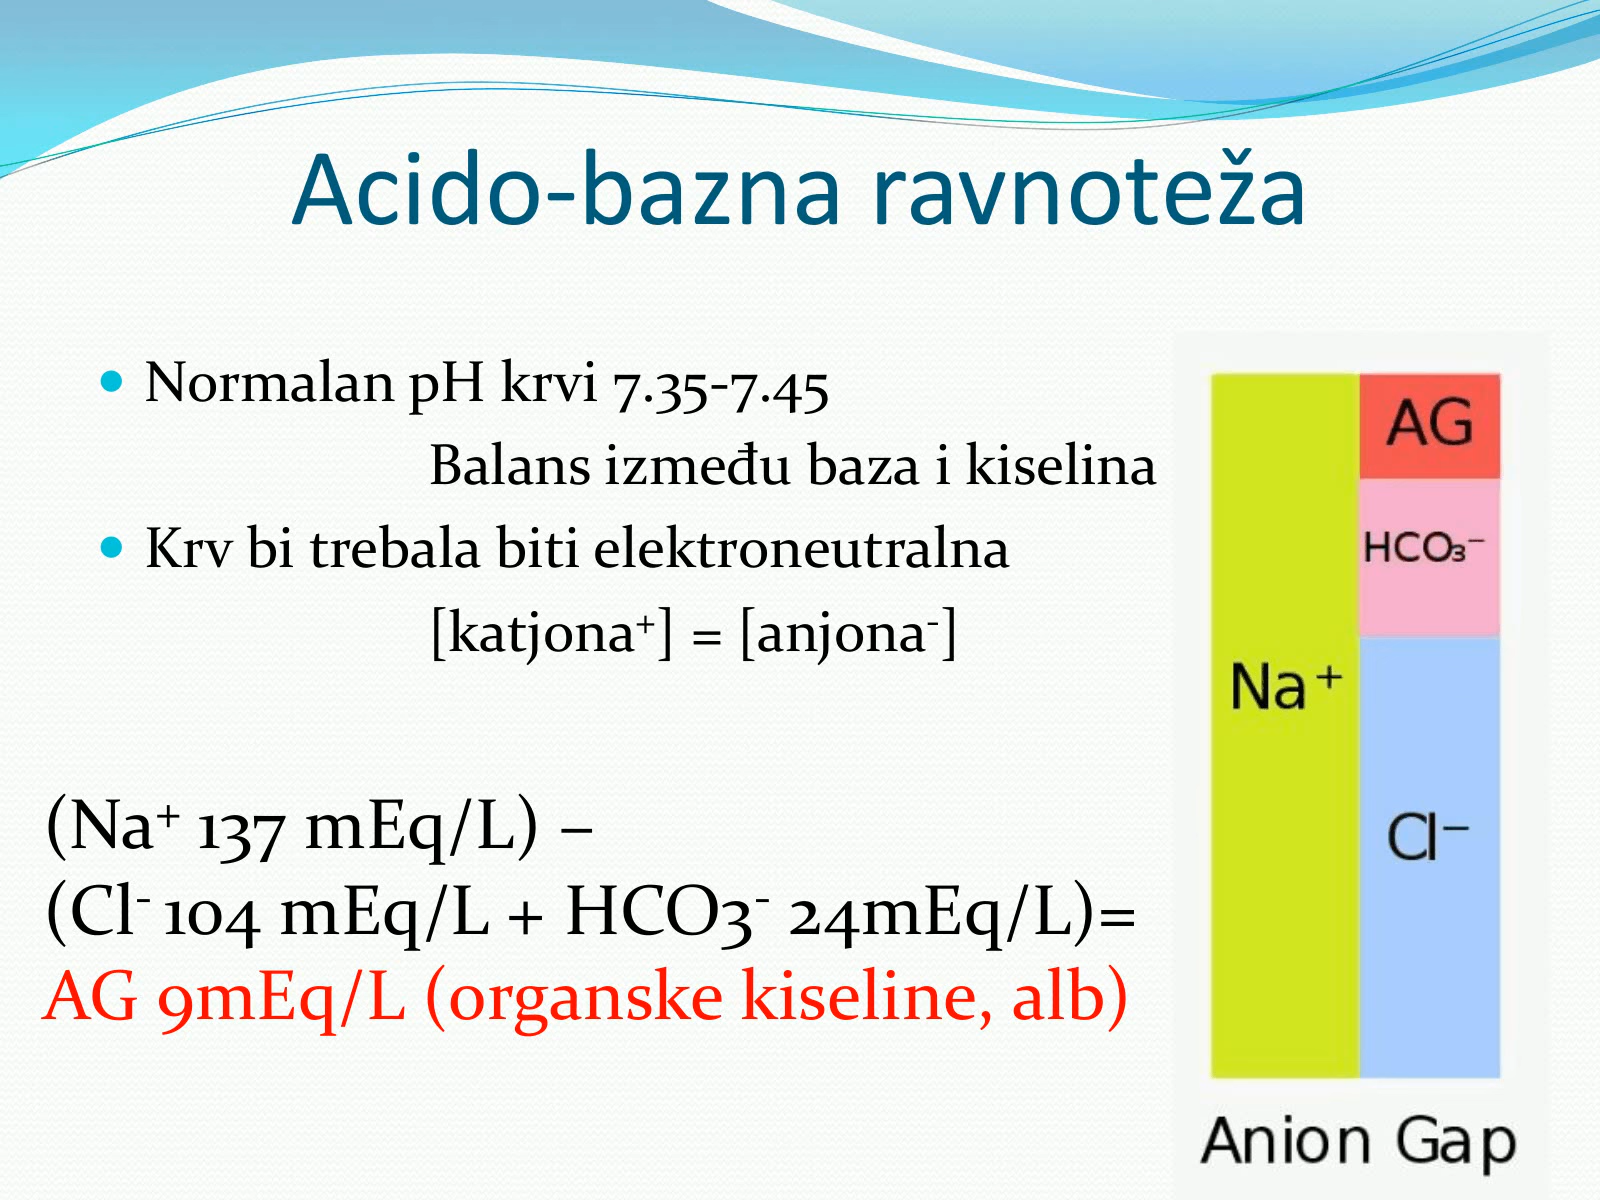 Acido-bazna ravnoteža
• Normalan pH krvi 7.35-7.45
Balans između baza i kiselina
• Krv bi trebala biti elektroneutralna
[katjona⁺] = [anjona⁻]
(Na⁺ 137 mEq/L) –
(Cl⁻ 104 mEq/L + HCO3⁻ 24mEq/L)=
AG 9mEq/L (organske kiseline, alb)
AG
HCO₃⁻
Na⁺
Cl⁻
Anion Gap